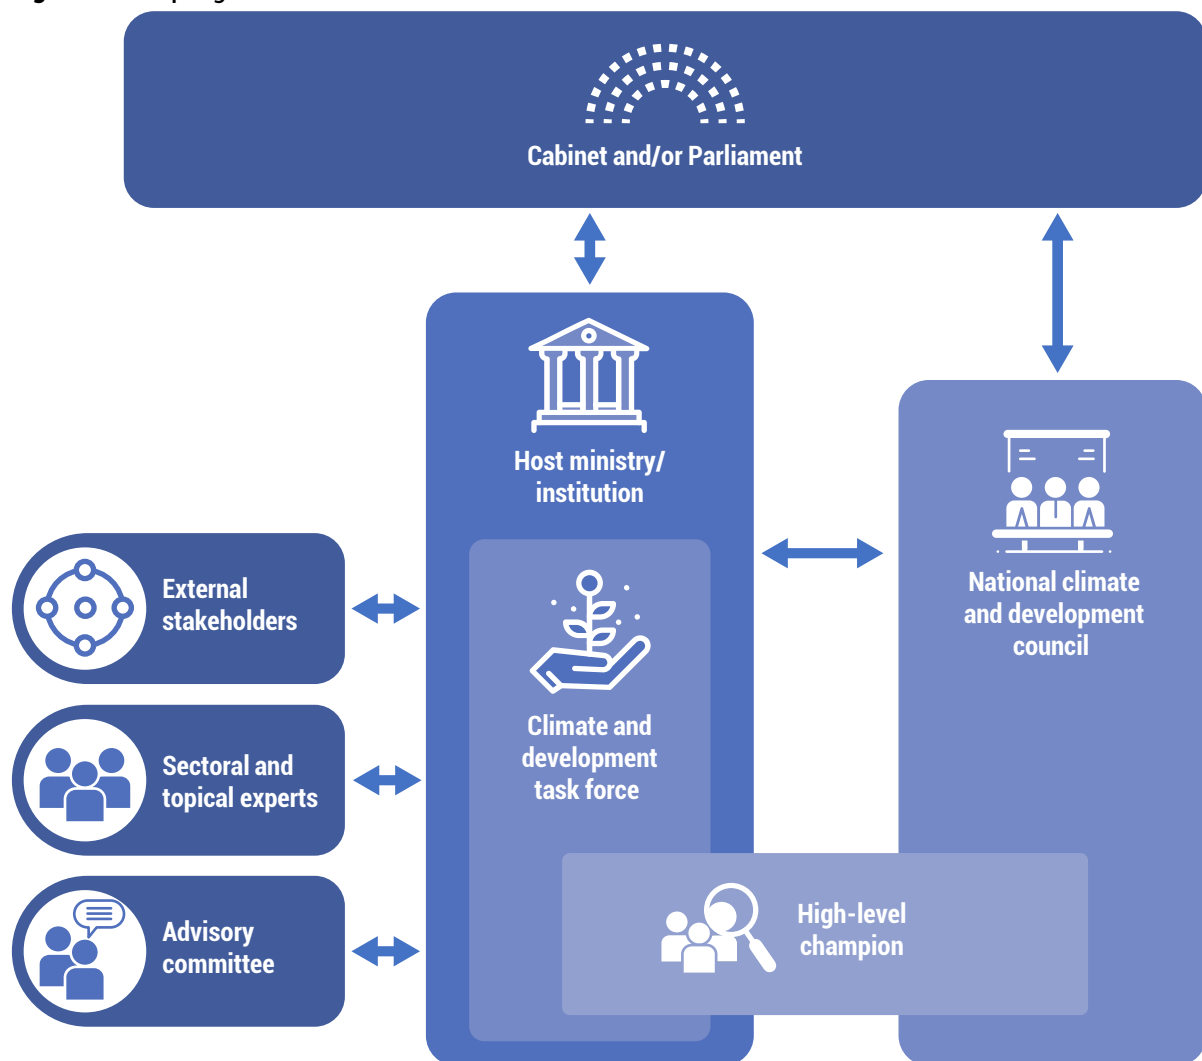 Cabinet and/or Parliament
Host ministry/
institution
National climate
and development
council
External
stakeholders
Climate and
development
task force
Sectoral and
topical experts
High-level
champion
Advisory
committee